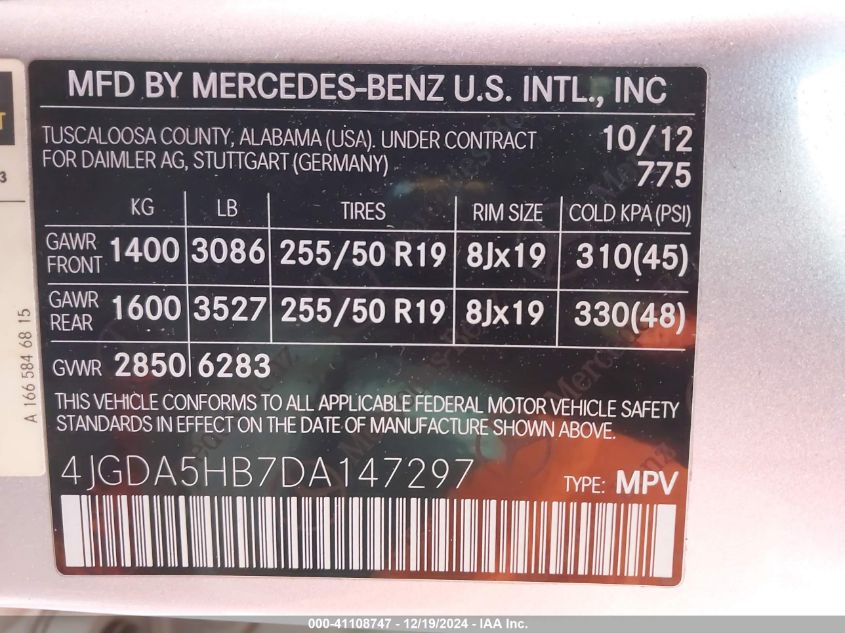 MFD BY MERCEDES-BENZ U.S. INTL., INC
TUSCALOOSA COUNTY, ALABAMA (USA). UNDER CONTRACT
FOR DAIMLER AG, STUTTGART (GERMANY)
10/12
775
KG LB TIRES RIM SIZE COLD KPA (PSI)
GAWR FRONT 1400 3086 255/50 R19 8Jx19 310(45)
GAWR REAR 1600 3527 255/50 R19 8Jx19 330(48)
GVWR 2850 6283
THIS VEHICLE CONFORMS TO ALL APPLICABLE FEDERAL MOTOR VEHICLE SAFETY
STANDARDS IN EFFECT ON THE DATE OF MANUFACTURE SHOWN ABOVE.
4JGDA5HB7DA147297
TYPE: MPV
A 166 584 68 15
3
000-41108747 - 12/19/2024 - IAA Inc.